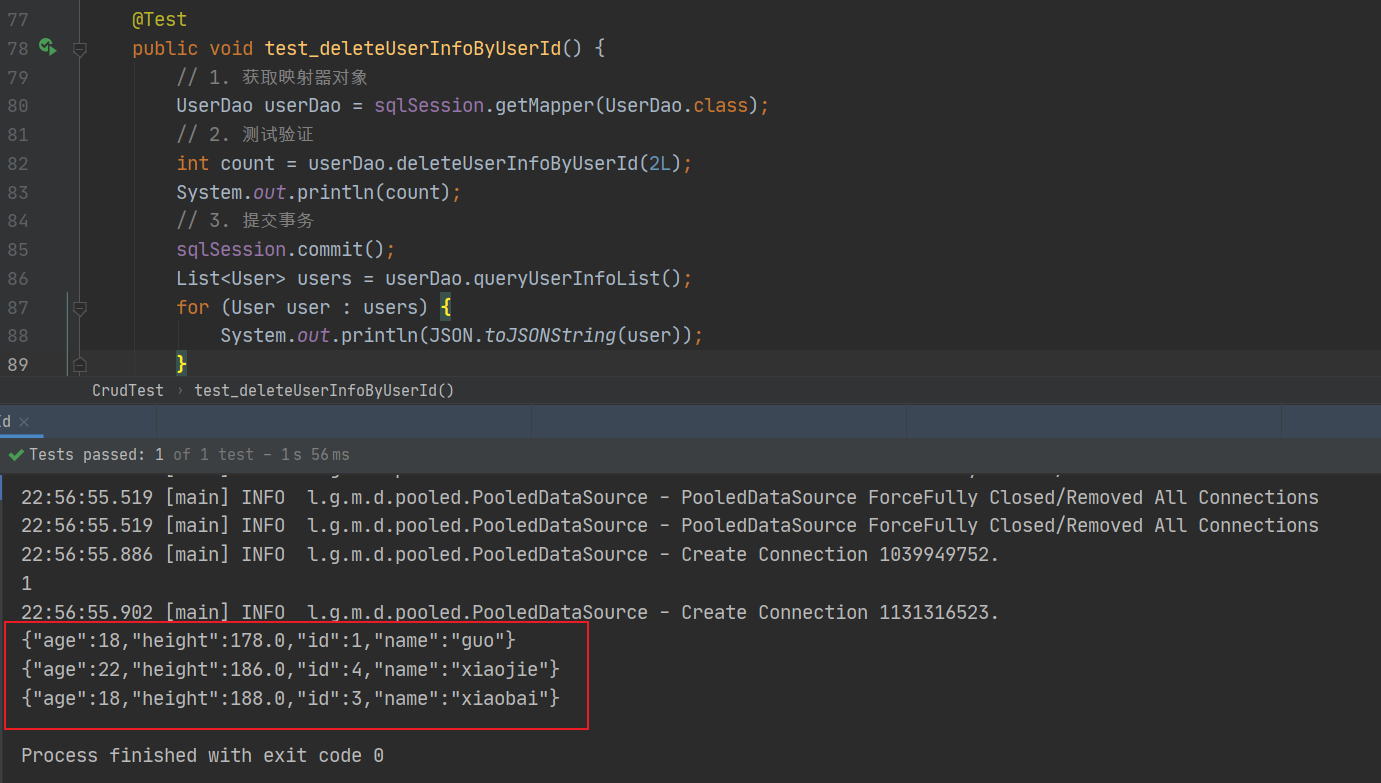 77 @Test
78 public void test_deleteUserInfoByUserId() {
79 // 1. 获取映射器对象
80 UserDao userDao = sqlSession.getMapper(UserDao.class);
81 // 2. 测试验证
82 int count = userDao.deleteUserInfoByUserId(2L);
83 System.out.println(count);
84 // 3. 提交事务
85 sqlSession.commit();
86 List<User> users = userDao.queryUserInfoList();
87 for (User user : users) {
88 System.out.println(JSON.toJSONString(user));
89 }
CrudTest › test_deleteUserInfoByUserId()
Id ×
Tests passed: 1 of 1 test – 1 s 56 ms
22:56:55.519 [main] INFO  l.g.m.d.pooled.PooledDataSource - PooledDataSource ForceFully Closed/Removed All Connections
22:56:55.519 [main] INFO  l.g.m.d.pooled.PooledDataSource - PooledDataSource ForceFully Closed/Removed All Connections
22:56:55.886 [main] INFO  l.g.m.d.pooled.PooledDataSource - Create Connection 1039949752.
1
22:56:55.902 [main] INFO  l.g.m.d.pooled.PooledDataSource - Create Connection 1131316523.
{"age":18,"height":178.0,"id":1,"name":"guo"}
{"age":22,"height":186.0,"id":4,"name":"xiaojie"}
{"age":18,"height":188.0,"id":3,"name":"xiaobai"}
Process finished with exit code 0